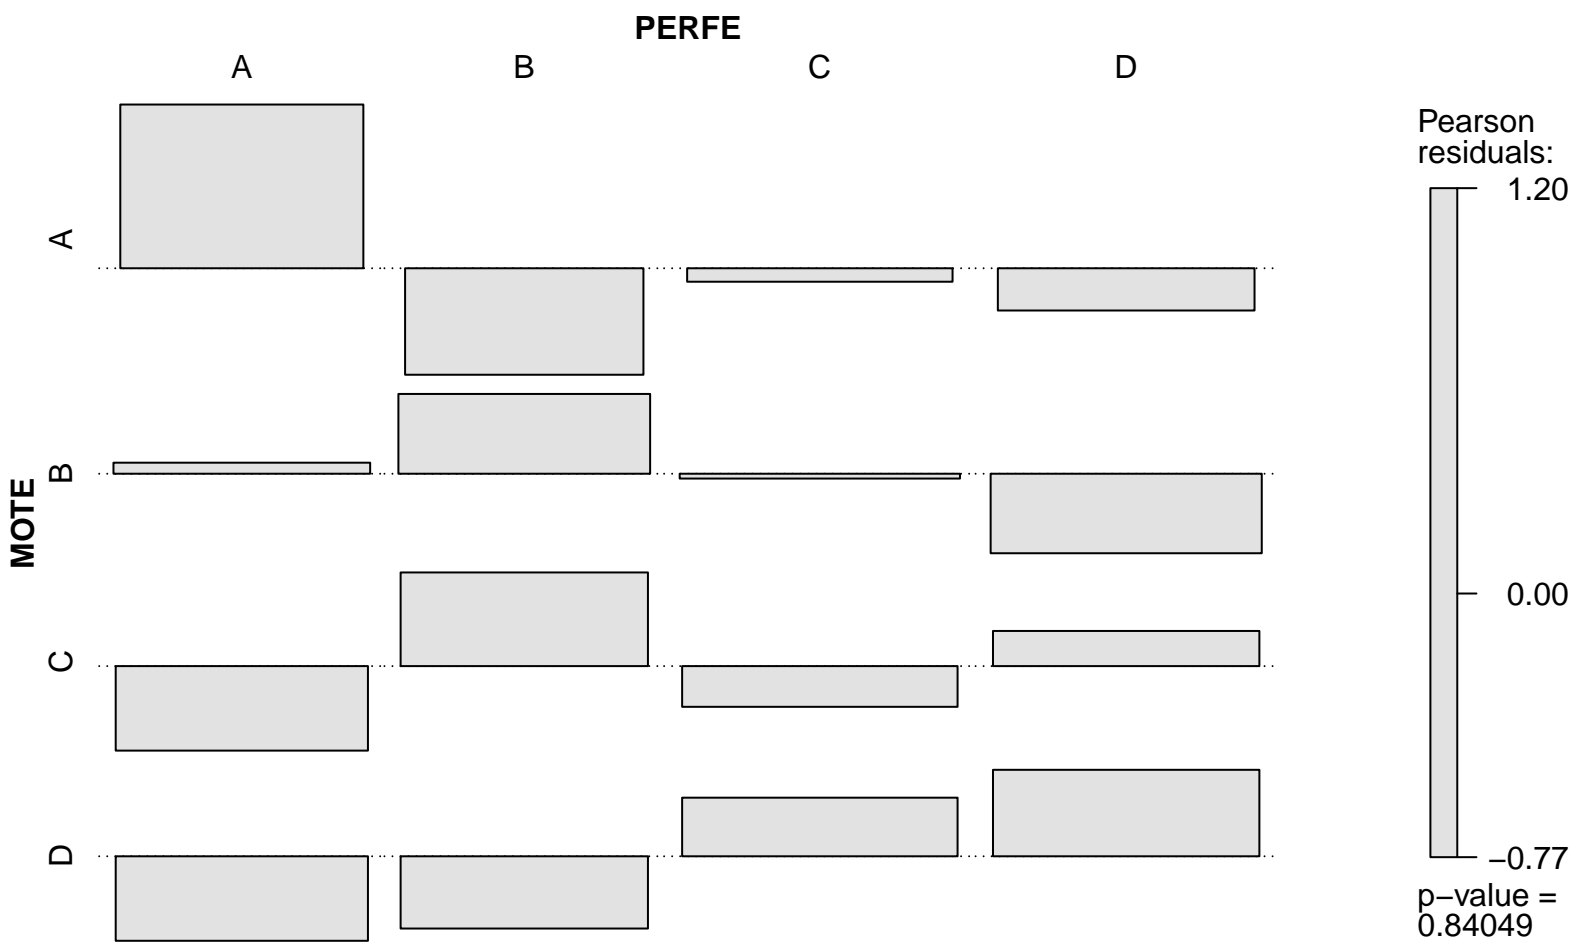 PERFE
A B C D
Pearson
residuals:
1.20
A
B
MOTE
0.00
C
D
−0.77
p−value =
0.84049